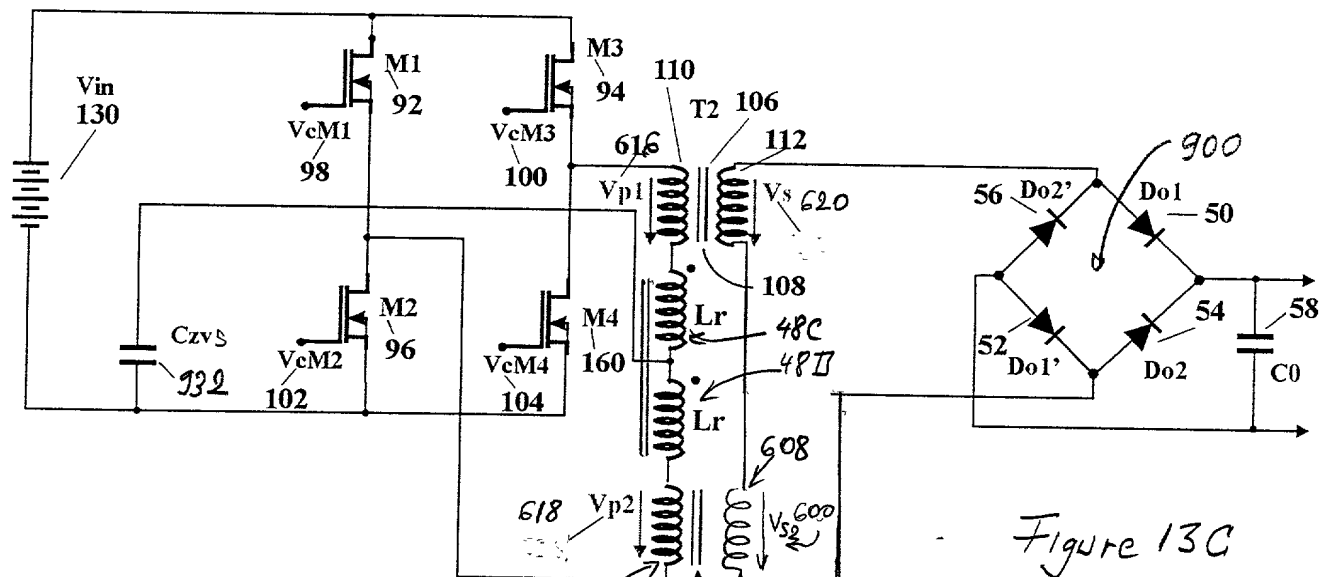 Vin
130
M1
92
VcM1
98
M3
94
VcM3
100
110
T2
106
112
616
Vp1
Vs 620
108
Lr
48C
48D
Lr
Czvs
932
M2
96
VcM2
102
M4
160
VcM4
104
618
Vp2
608
Vs2 600
900
56
Do2'
Do1
50
52
Do1'
54
Do2
58
C0
Figure 13C